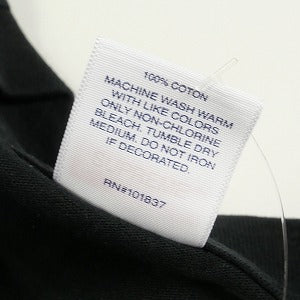 100% COTON
MACHINE WASH WARM
WITH LIKE COLORS
ONLY NON-CHLORINE
BLEACH. TUMBLE DRY
MEDIUM. DO NOT IRON
IF DECORATED.
RN#101837